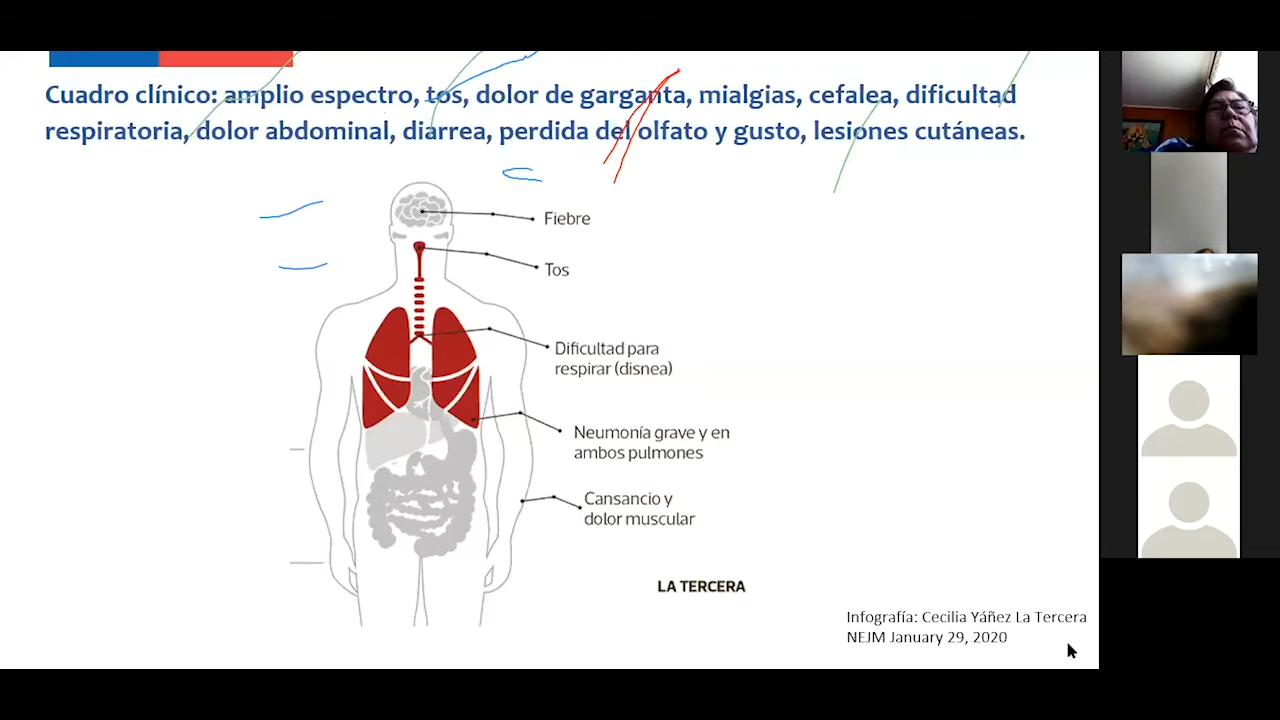 Cuadro clínico: amplio espectro, tos, dolor de garganta, mialgias, cefalea, dificultad
respiratoria, dolor abdominal, diarrea, perdida del olfato y gusto, lesiones cutáneas.
Fiebre
Tos
Dificultad para
respirar (disnea)
Neumonía grave y en
ambos pulmones
Cansancio y
dolor muscular
LA TERCERA
Infografía: Cecilia Yáñez La Tercera
NEJM January 29, 2020